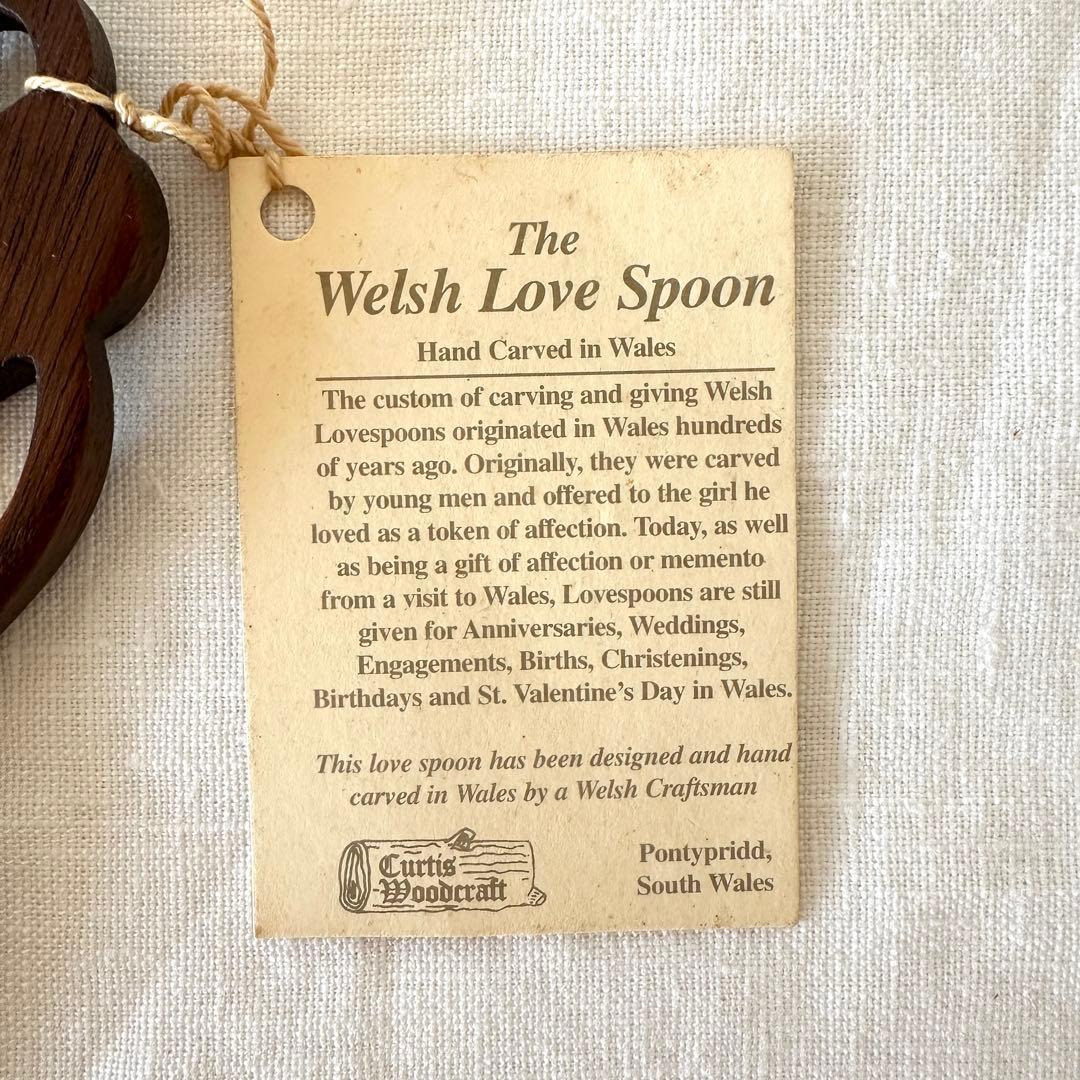 The
Welsh Love Spoon
Hand Carved in Wales
The custom of carving and giving Welsh
Lovespoons originated in Wales hundreds
of years ago. Originally, they were carved
by young men and offered to the girl he
loved as a token of affection. Today, as well
as being a gift of affection or memento
from a visit to Wales, Lovespoons are still
given for Anniversaries, Weddings,
Engagements, Births, Christenings,
Birthdays and St. Valentine's Day in Wales.
This love spoon has been designed and hand
carved in Wales by a Welsh Craftsman
Curtis
Woodcraft
Pontypridd,
South Wales